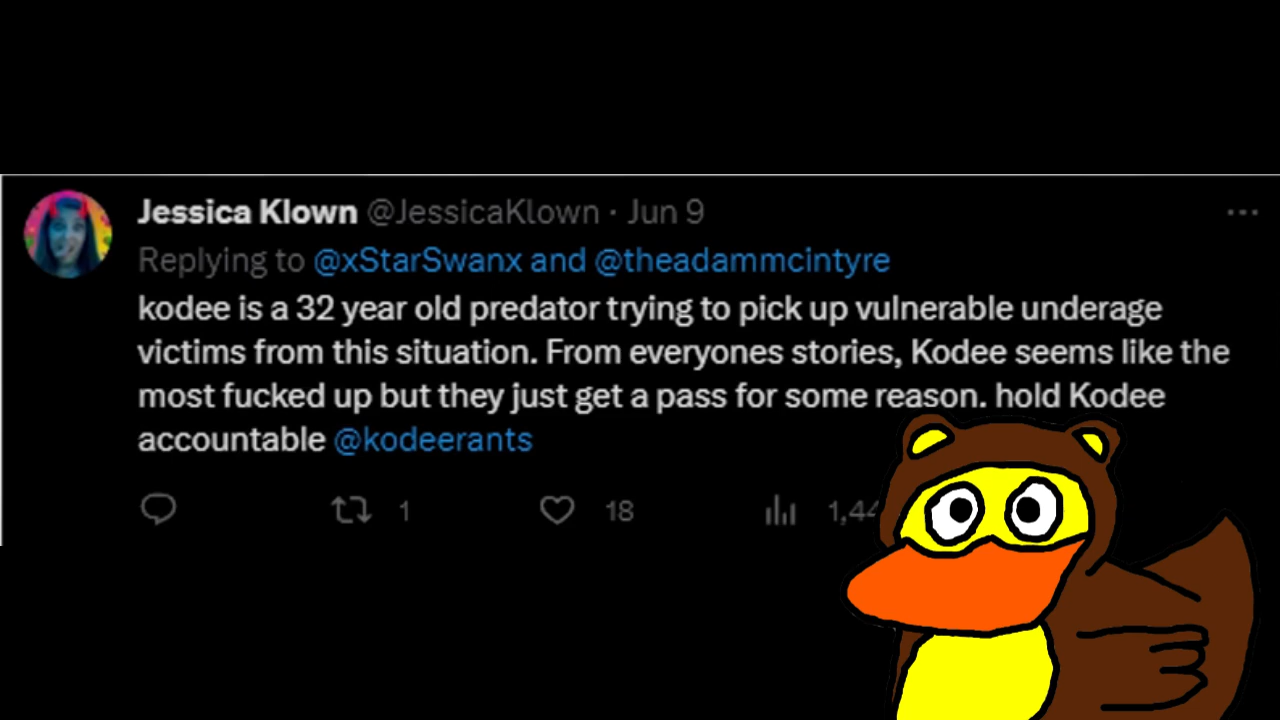 Jessica Klown @JessicaKlown · Jun 9
Replying to @xStarSwanx and @theadammcintyre
kodee is a 32 year old predator trying to pick up vulnerable underage
victims from this situation. From everyones stories, Kodee seems like the
most fucked up but they just get a pass for some reason. hold Kodee
accountable @kodeerants
1 18